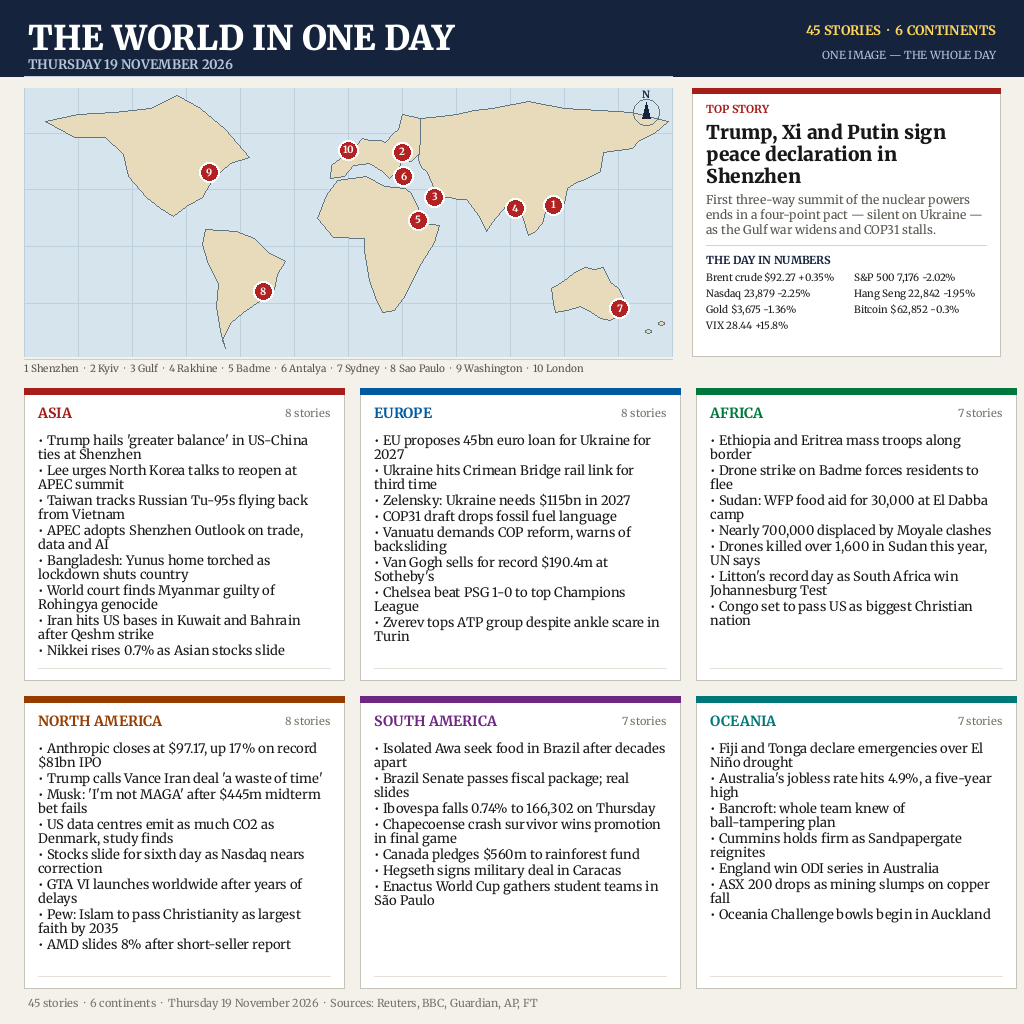 THE WORLD IN ONE DAY
THURSDAY 19 NOVEMBER 2026
45 STORIES · 6 CONTINENTS
ONE IMAGE — THE WHOLE DAY
N
10
2
9
6
3
4
1
5
8
7
1 Shenzhen · 2 Kyiv · 3 Gulf · 4 Rakhine · 5 Badme · 6 Antalya · 7 Sydney · 8 Sao Paulo · 9 Washington · 10 London
TOP STORY
Trump, Xi and Putin sign
peace declaration in
Shenzhen
First three-way summit of the nuclear powers
ends in a four-point pact — silent on Ukraine —
as the Gulf war widens and COP31 stalls.
THE DAY IN NUMBERS
Brent crude $92.27 +0.35% S&P 500 7,176 -2.02%
Nasdaq 23,879 -2.25% Hang Seng 22,842 -1.95%
Gold $3,675 -1.36% Bitcoin $62,852 -0.3%
VIX 28.44 +15.8%
ASIA 8 stories
· Trump hails 'greater balance' in US-China
ties at Shenzhen
· Lee urges North Korea talks to reopen at
APEC summit
· Taiwan tracks Russian Tu-95s flying back
from Vietnam
· APEC adopts Shenzhen Outlook on trade,
data and AI
· Bangladesh: Yunus home torched as
lockdown shuts country
· World court finds Myanmar guilty of
Rohingya genocide
· Iran hits US bases in Kuwait and Bahrain
after Qeshm strike
· Nikkei rises 0.7% as Asian stocks slide
EUROPE 8 stories
· EU proposes 45bn euro loan for Ukraine for
2027
· Ukraine hits Crimean Bridge rail link for
third time
· Zelensky: Ukraine needs $115bn in 2027
· COP31 draft drops fossil fuel language
· Vanuatu demands COP reform, warns of
backsliding
· Van Gogh sells for record $190.4m at
Sotheby's
· Chelsea beat PSG 1-0 to top Champions
League
· Zverev tops ATP group despite ankle scare in
Turin
AFRICA 7 stories
· Ethiopia and Eritrea mass troops along
border
· Drone strike on Badme forces residents to
flee
· Sudan: WFP food aid for 30,000 at El Dabba
camp
· Nearly 700,000 displaced by Moyale clashes
· Drones killed over 1,600 in Sudan this year,
UN says
· Litton's record day as South Africa win
Johannesburg Test
· Congo set to pass US as biggest Christian
nation
NORTH AMERICA 8 stories
· Anthropic closes at $97.17, up 17% on record
$81bn IPO
· Trump calls Vance Iran deal 'a waste of time'
· Musk: 'I'm not MAGA' after $445m midterm
bet fails
· US data centres emit as much CO2 as
Denmark, study finds
· Stocks slide for sixth day as Nasdaq nears
correction
· GTA VI launches worldwide after years of
delays
· Pew: Islam to pass Christianity as largest
faith by 2035
· AMD slides 8% after short-seller report
SOUTH AMERICA 7 stories
· Isolated Awa seek food in Brazil after decades
apart
· Brazil Senate passes fiscal package; real
slides
· Ibovespa falls 0.74% to 166,302 on Thursday
· Chapecoense crash survivor wins promotion
in final game
· Canada pledges $560m to rainforest fund
· Hegseth signs military deal in Caracas
· Enactus World Cup gathers student teams in
São Paulo
OCEANIA 7 stories
· Fiji and Tonga declare emergencies over El
Niño drought
· Australia's jobless rate hits 4.9%, a five-year
high
· Bancroft: whole team knew of
ball-tampering plan
· Cummins holds firm as Sandpapergate
reignites
· England win ODI series in Australia
· ASX 200 drops as mining slumps on copper
fall
· Oceania Challenge bowls begin in Auckland
45 stories · 6 continents · Thursday 19 November 2026 · Sources: Reuters, BBC, Guardian, AP, FT